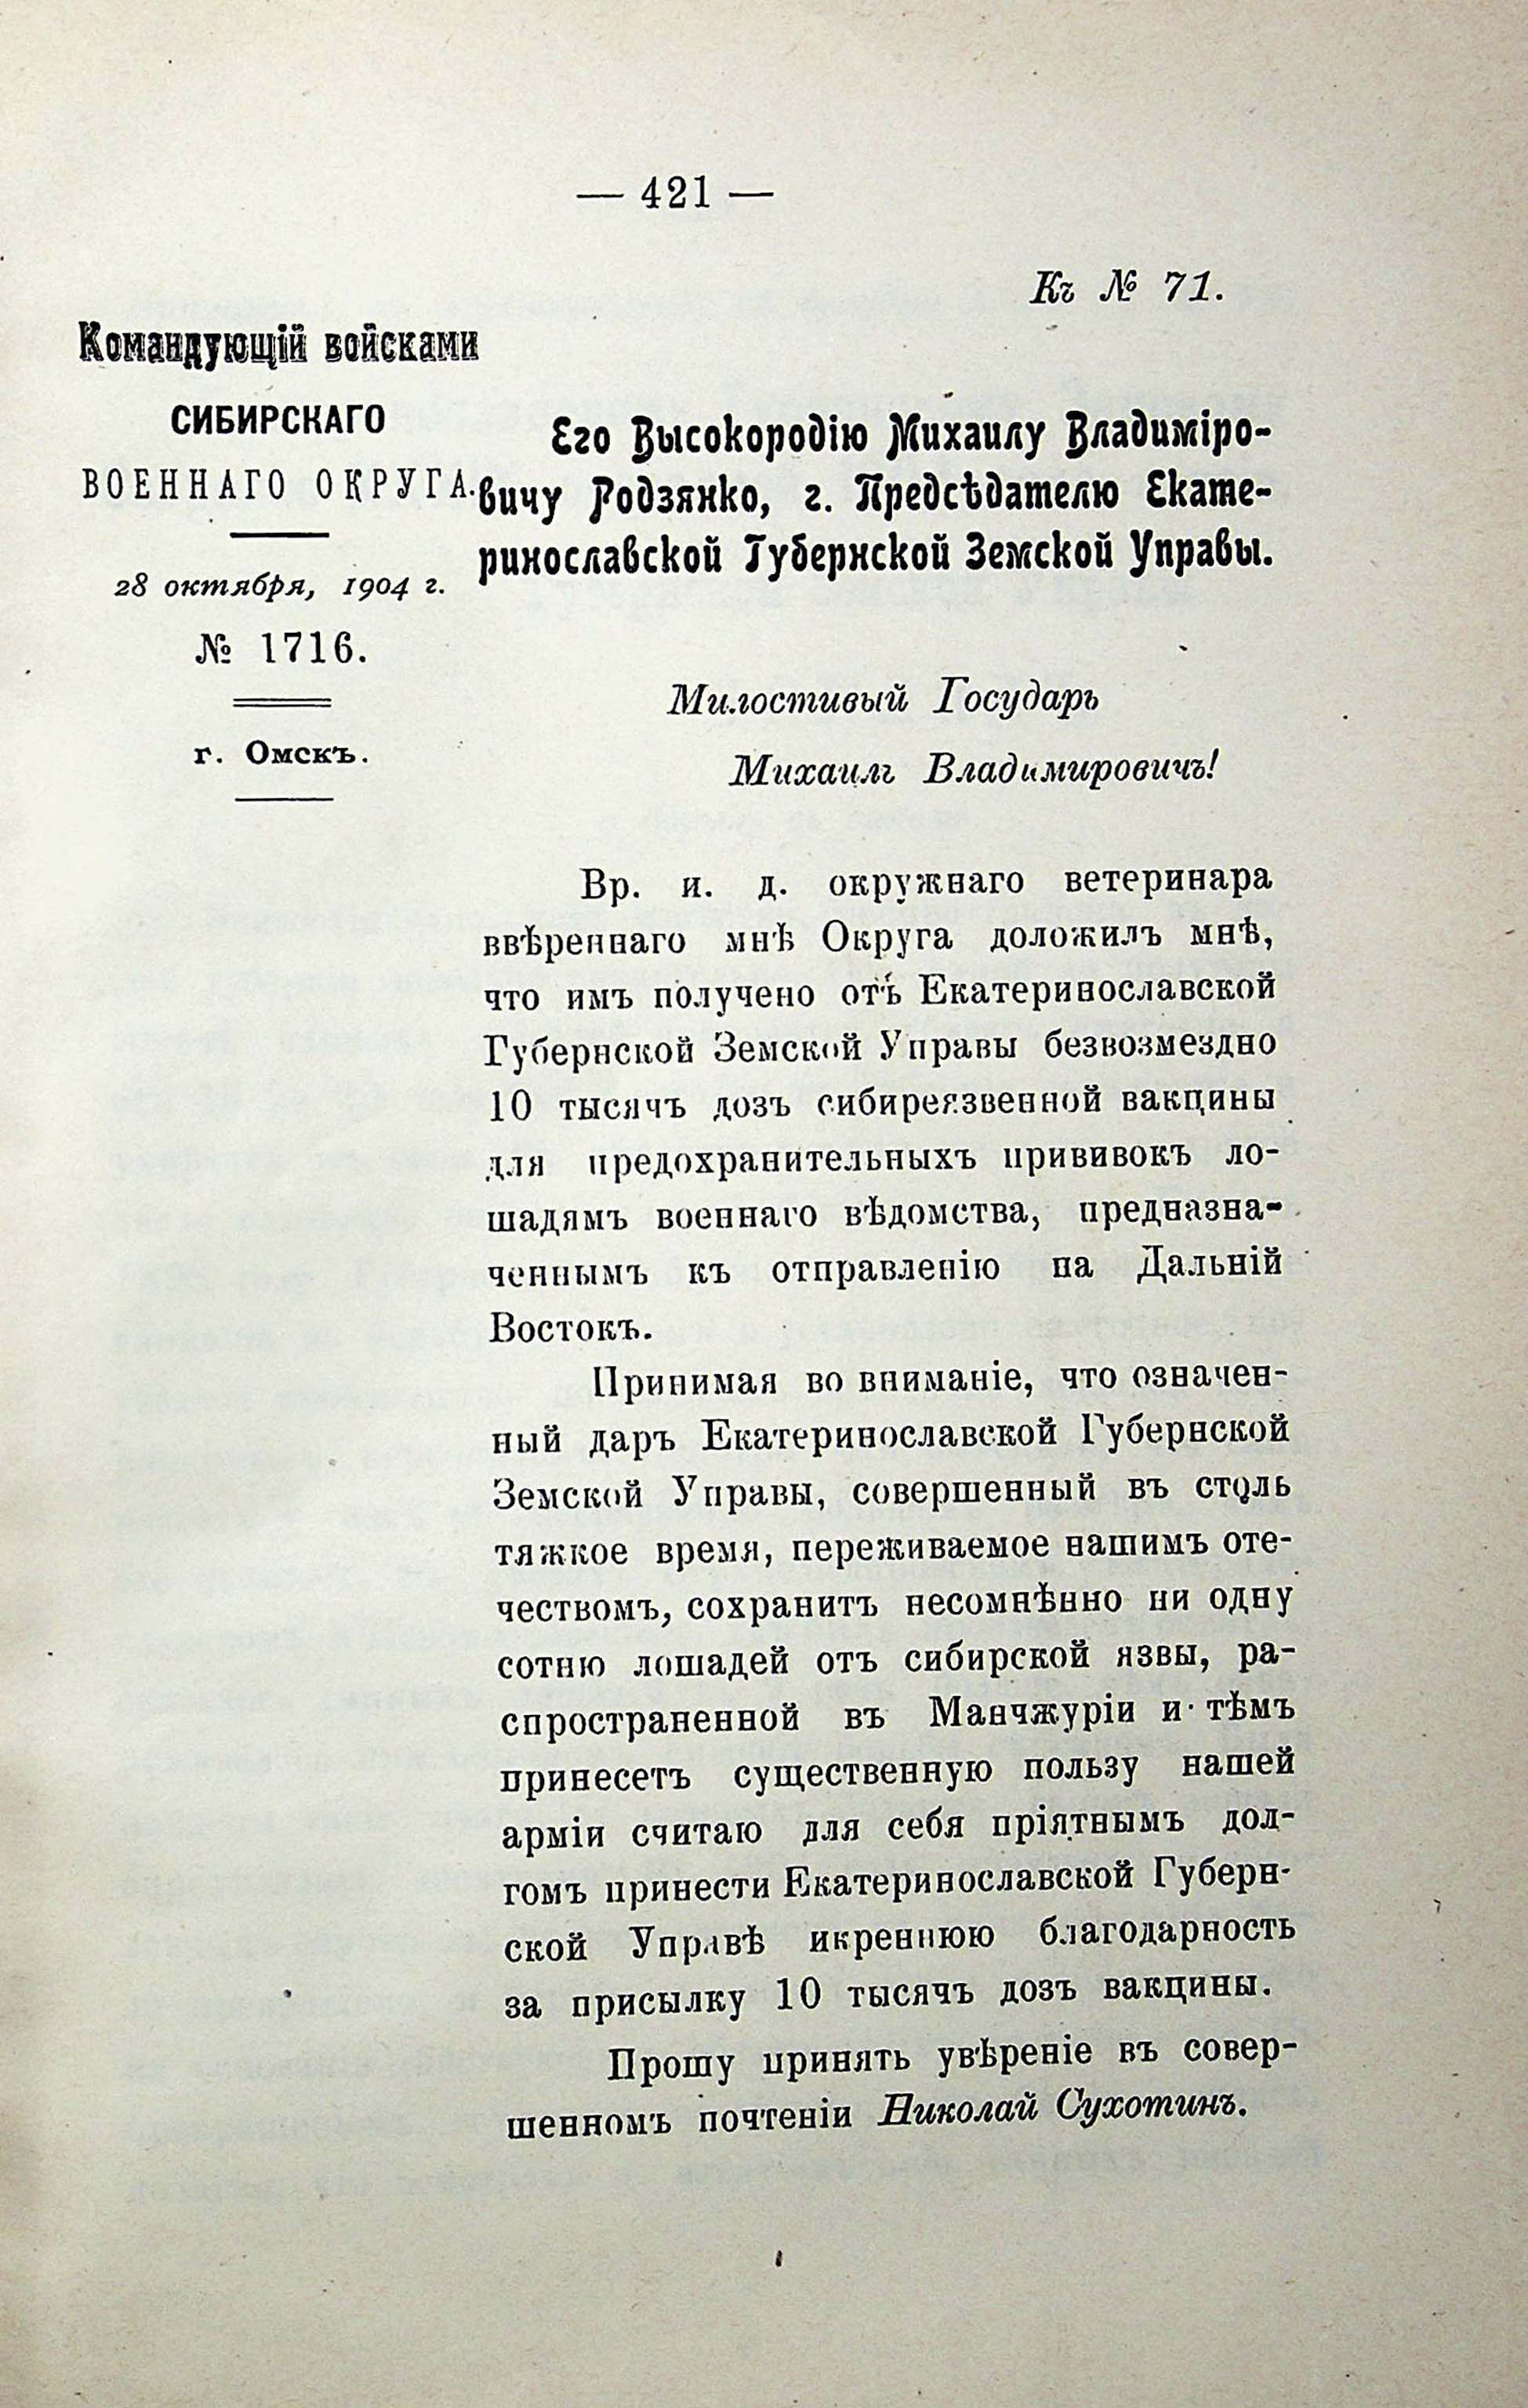 — 421 —
Къ № 71.
Командующій войсками
СИБИРСКАГО
ВОЕННАГО ОКРУГА.
28 октября, 1904 г.
№ 1716.
г. Омскъ.
Его Высокородію Михаилу Владиміро-
вичу Родзянко, г. Предсѣдателю Екате-
ринославской Губернской Земской Управы.
Милостивый Государь
Михаилъ Владимировичъ!
Вр. и. д. окружнаго ветеринара
ввѣреннаго мнѣ Округа доложилъ мнѣ,
что имъ получено отъ Екатеринославской
Губернской Земской Управы безвозмездно
10 тысячъ дозъ сибиреязвенной вакцины
для предохранительныхъ прививокъ ло-
шадямъ военнаго вѣдомства, предназна-
ченнымъ къ отправленію на Дальній
Востокъ.
Принимая во вниманіе, что означен-
ный даръ Екатеринославской Губернской
Земской Управы, совершенный въ столь
тяжкое время, переживаемое нашимъ оте-
чествомъ, сохранитъ несомнѣнно ни одну
сотню лошадей отъ сибирской язвы, ра-
спространенной въ Манчжуріи и тѣмъ
принесетъ существенную пользу нашей
арміи считаю для себя пріятнымъ дол-
гомъ принести Екатеринославской Губерн-
ской Управѣ икреннюю благодарность
за присылку 10 тысячъ дозъ вакцины.
Прошу принять увѣреніе въ совер-
шенномъ почтеніи Николай Сухотинъ.